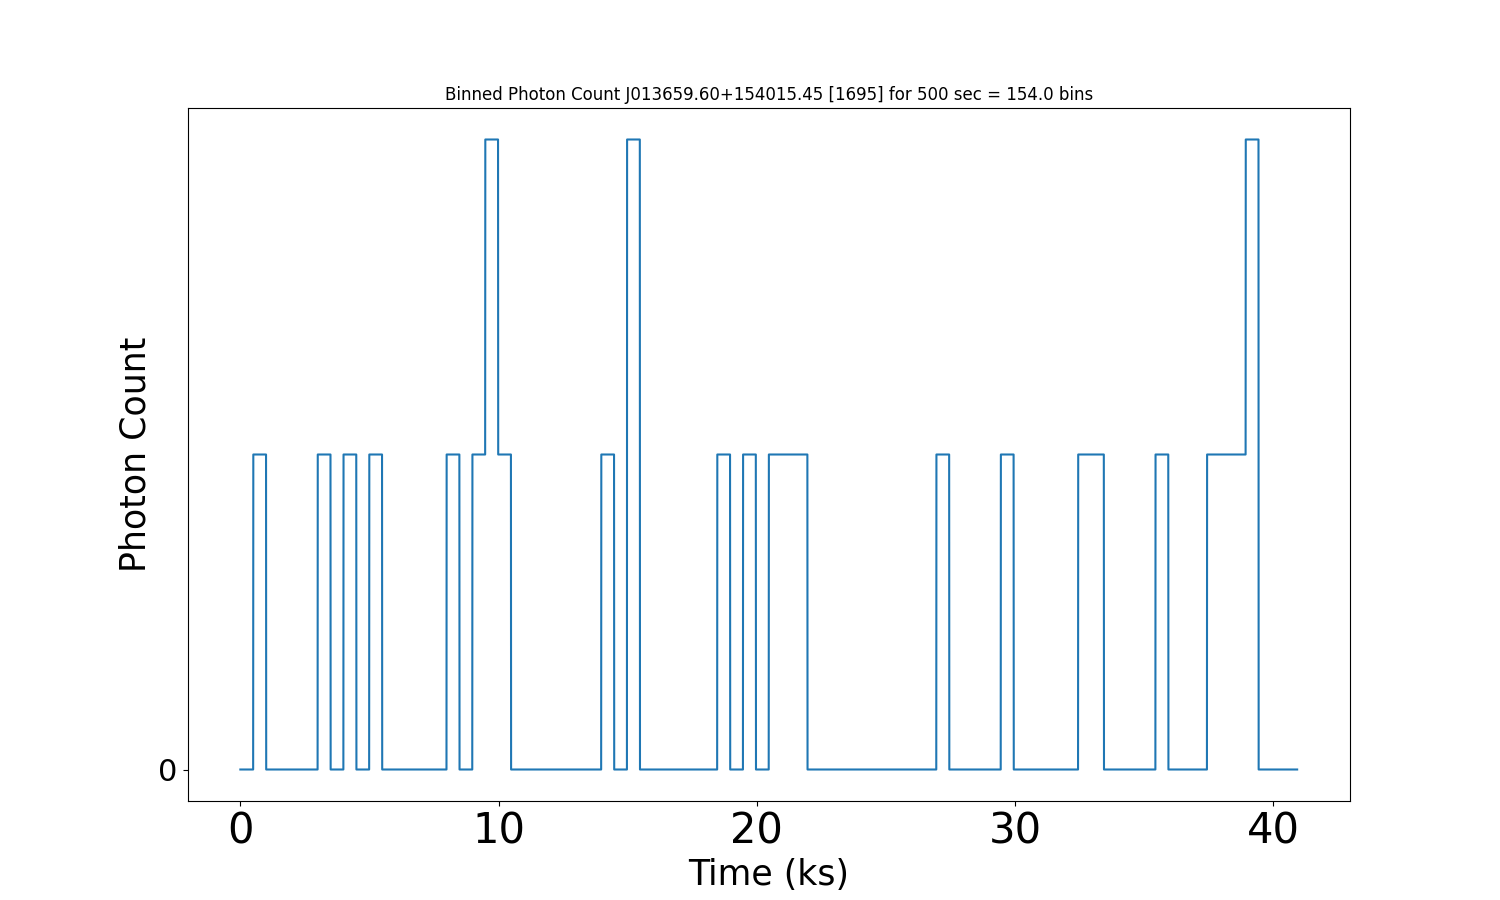 Binned Photon Count J013659.60+154015.45 [1695] for 500 sec = 154.0 bins
Photon Count
0
0 10 20 30 40
Time (ks)